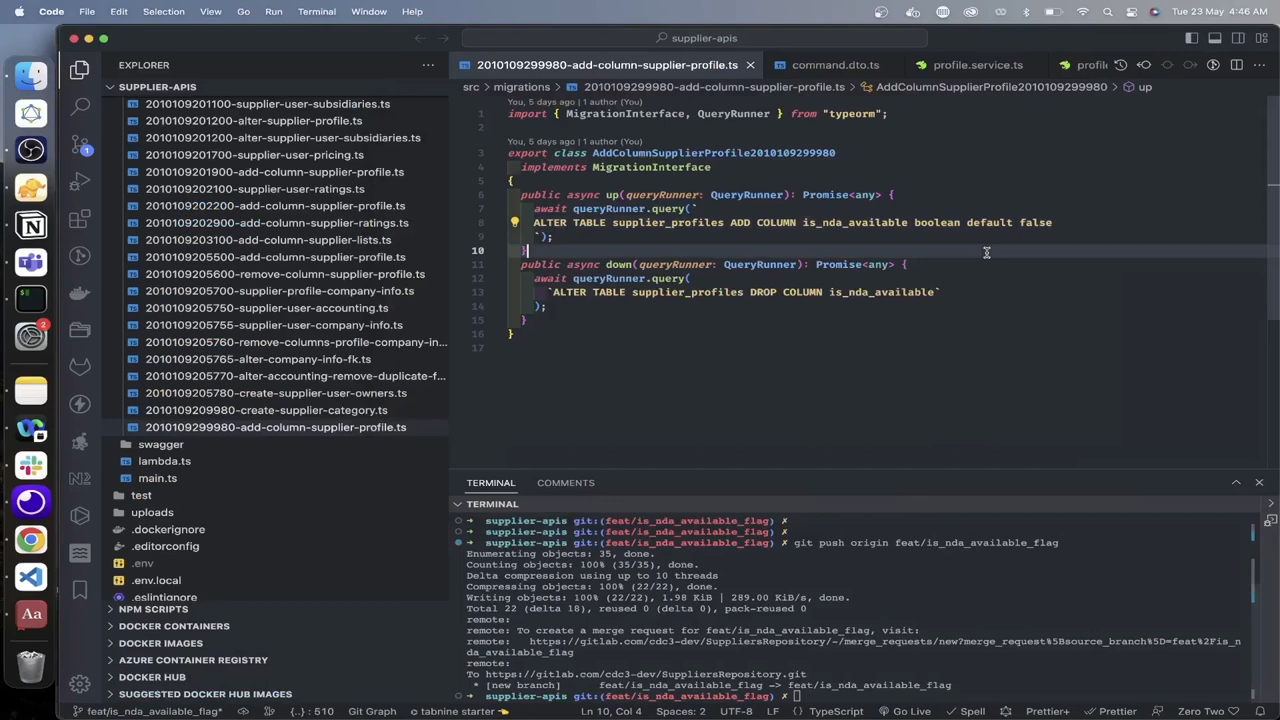 Code File Edit Selection View Go Run Terminal Window Help
Tue 23 May 4:46 AM
supplier-apis
EXPLORER
SUPPLIER-APIS
2010109201100-supplier-user-subsidiaries.ts
2010109201200-alter-supplier-profile.ts
2010109201200-alter-supplier-user-subsidiaries.ts
2010109201700-supplier-user-pricing.ts
2010109201900-add-column-supplier-profile.ts
2010109202100-supplier-user-ratings.ts
2010109202200-add-column-supplier-profile.ts
2010109202900-add-column-supplier-ratings.ts
2010109203100-add-column-supplier-lists.ts
2010109205500-add-column-supplier-profile.ts
2010109205600-remove-column-supplier-profile.ts
2010109205700-supplier-profile-company-info.ts
2010109205750-supplier-user-accounting.ts
2010109205755-supplier-user-company-info.ts
2010109205760-remove-columns-profile-company-in...
2010109205765-alter-company-info-fk.ts
2010109205770-alter-accounting-remove-duplicate-f...
2010109205780-create-supplier-user-owners.ts
2010109209980-create-supplier-category.ts
2010109299980-add-column-supplier-profile.ts
swagger
lambda.ts
main.ts
test
uploads
.dockerignore
.editorconfig
.env
.env.local
.eslintignore
NPM SCRIPTS
DOCKER CONTAINERS
DOCKER IMAGES
AZURE CONTAINER REGISTRY
DOCKER HUB
SUGGESTED DOCKER HUB IMAGES
2010109299980-add-column-supplier-profile.ts command.dto.ts profile.service.ts profil
src > migrations > 2010109299980-add-column-supplier-profile.ts > AddColumnSupplierProfile2010109299980 > up
You, 5 days ago | 1 author (You)
1 import { MigrationInterface, QueryRunner } from "typeorm";
2
You, 5 days ago | 1 author (You)
3 export class AddColumnSupplierProfile2010109299980
4 implements MigrationInterface
5 {
6 public async up(queryRunner: QueryRunner): Promise<any> {
7 await queryRunner.query(`
8 ALTER TABLE supplier_profiles ADD COLUMN is_nda_available boolean default false
9 `);
10 }
11 public async down(queryRunner: QueryRunner): Promise<any> {
12 await queryRunner.query(
13 `ALTER TABLE supplier_profiles DROP COLUMN is_nda_available`
14 );
15 }
16 }
17
TERMINAL COMMENTS
TERMINAL
➜ supplier-apis git:(feat/is_nda_available_flag) ✗
➜ supplier-apis git:(feat/is_nda_available_flag) ✗
➜ supplier-apis git:(feat/is_nda_available_flag) ✗ git push origin feat/is_nda_available_flag
Enumerating objects: 35, done.
Counting objects: 100% (35/35), done.
Delta compression using up to 10 threads
Compressing objects: 100% (22/22), done.
Writing objects: 100% (22/22), 1.98 KiB | 289.00 KiB/s, done.
Total 22 (delta 18), reused 0 (delta 0), pack-reused 0
remote:
remote: To create a merge request for feat/is_nda_available_flag, visit:
remote: https://gitlab.com/cdc3-dev/SuppliersRepository/-/merge_requests/new?merge_request%5Bsource_branch%5D=feat%2Fis_n
da_available_flag
remote:
To https://gitlab.com/cdc3-dev/SuppliersRepository.git
* [new branch] feat/is_nda_available_flag -> feat/is_nda_available_flag
➜ supplier-apis git:(feat/is_nda_available_flag) ✗
feat/is_nda_available_flag* {..} : 510 Git Graph tabnine starter Ln 10, Col 4 Spaces: 2 UTF-8 LF TypeScript Go Live Spell Prettier+ Prettier Zero Two